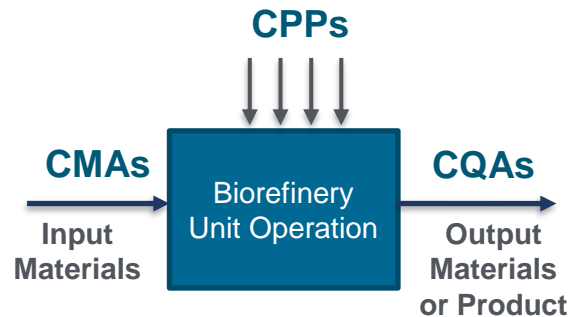 CPPs
CMAs
Input
Materials
Biorefinery
Unit Operation
CQAs
Output
Materials
or Product